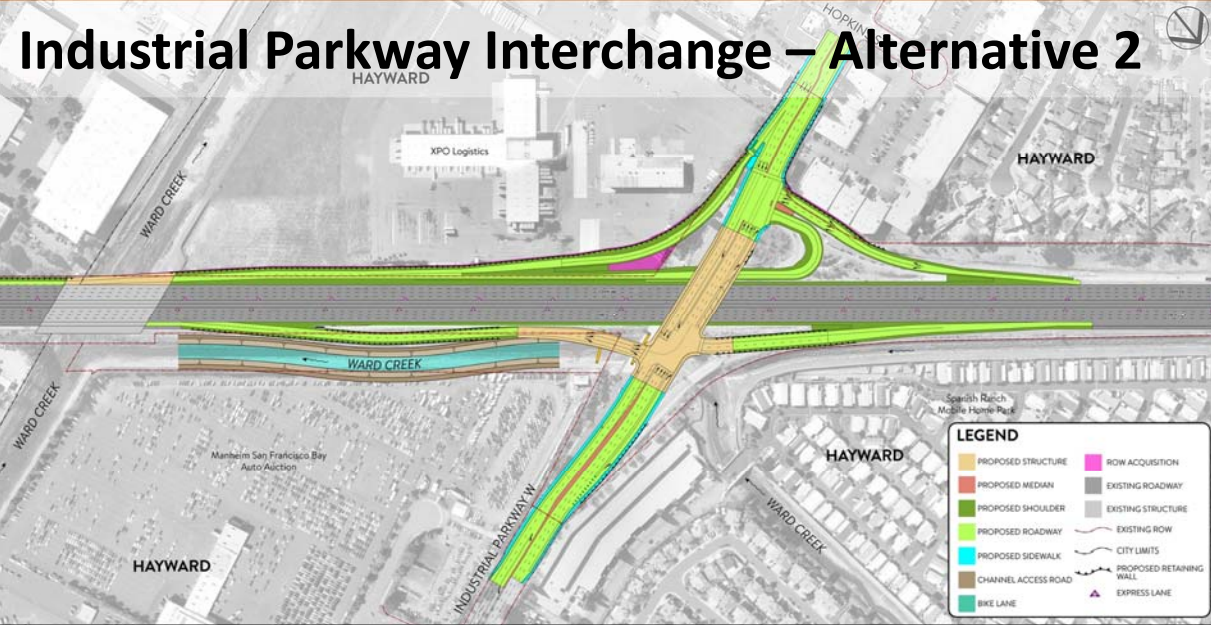 Industrial Parkway Interchange – Alternative 2
HOPKIN
HAYWARD
XPO Logistics
HAYWARD
WARD CREEK
WARD CREEK
WARD CREEK
Spanish Ranch
Mobile Home Park
Manheim San Francisco Bay
Auto Auction
HAYWARD
INDUSTRIAL PARKWAY W
WARD CREEK
HAYWARD
LEGEND
PROPOSED STRUCTURE
PROPOSED MEDIAN
PROPOSED SHOULDER
PROPOSED ROADWAY
PROPOSED SIDEWALK
CHANNEL ACCESS ROAD
BIKE LANE
ROW ACQUISITION
EXISTING ROADWAY
EXISTING STRUCTURE
EXISTING ROW
CITY LIMITS
PROPOSED RETAINING
WALL
EXPRESS LANE